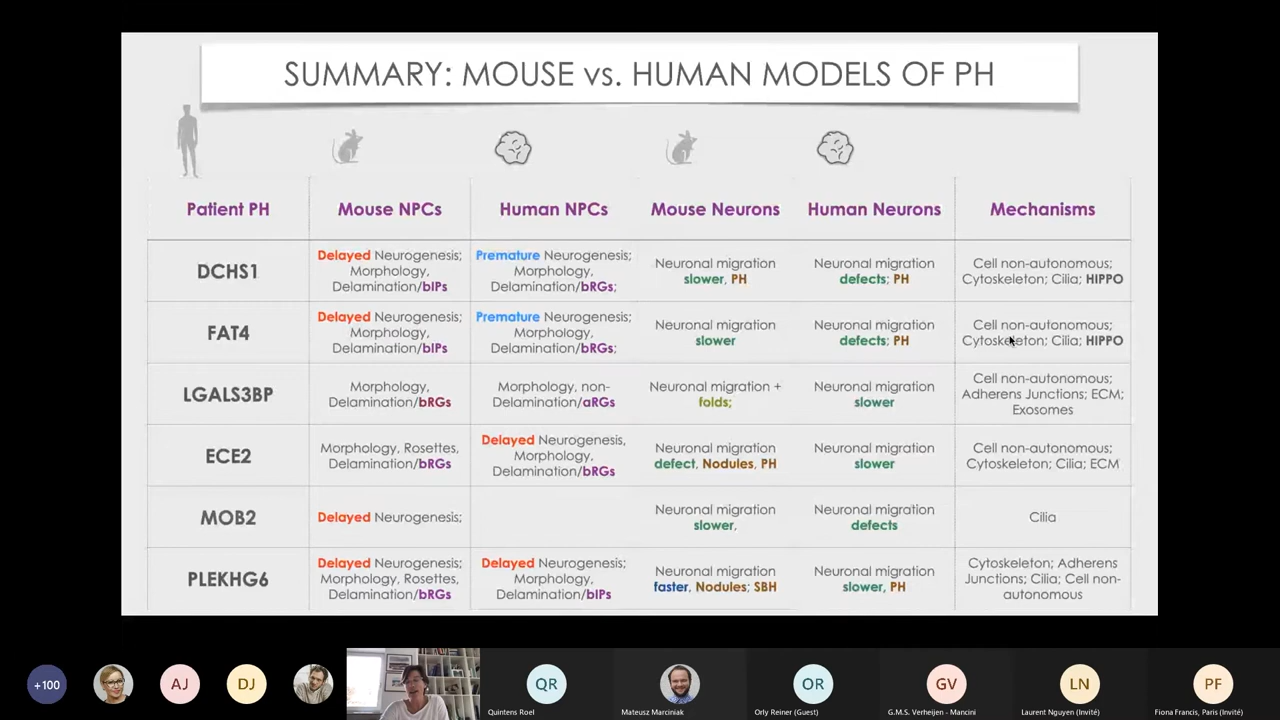 SUMMARY: MOUSE vs. HUMAN MODELS OF PH
Patient PH
Mouse NPCs
Human NPCs
Mouse Neurons
Human Neurons
Mechanisms
DCHS1
Delayed Neurogenesis;
Morphology,
Delamination/bIPs
Premature Neurogenesis;
Morphology,
Delamination/bRGs;
Neuronal migration
slower, PH
Neuronal migration
defects; PH
Cell non-autonomous;
Cytoskeleton; Cilia; HIPPO
FAT4
Delayed Neurogenesis;
Morphology,
Delamination/bIPs
Premature Neurogenesis;
Morphology,
Delamination/bRGs;
Neuronal migration
slower
Neuronal migration
defects; PH
Cell non-autonomous;
Cytoskeleton; Cilia; HIPPO
LGALS3BP
Morphology,
Delamination/bRGs
Morphology, non-
Delamination/aRGs
Neuronal migration +
folds;
Neuronal migration
slower
Cell non-autonomous;
Adherens Junctions; ECM;
Exosomes
ECE2
Morphology, Rosettes,
Delamination/bRGs
Delayed Neurogenesis,
Morphology,
Delamination/bRGs
Neuronal migration
defect, Nodules, PH
Neuronal migration
slower
Cell non-autonomous;
Cytoskeleton; Cilia; ECM
MOB2
Delayed Neurogenesis;
Neuronal migration
slower,
Neuronal migration
defects
Cilia
PLEKHG6
Delayed Neurogenesis;
Morphology, Rosettes,
Delamination/bRGs
Delayed Neurogenesis;
Morphology,
Delamination/bIPs
Neuronal migration
faster, Nodules; SBH
Neuronal migration
slower, PH
Cytoskeleton; Adherens
Junctions; Cilia; Cell non-
autonomous
+100
AJ
DJ
QR
OR
GV
LN
PF
Quintens Roel
Mateusz Marciniak
Orly Reiner (Guest)
G.M.S. Verheijen - Mancini
Laurent Nguyen (Invité)
Fiona Francis, Paris (Invité)